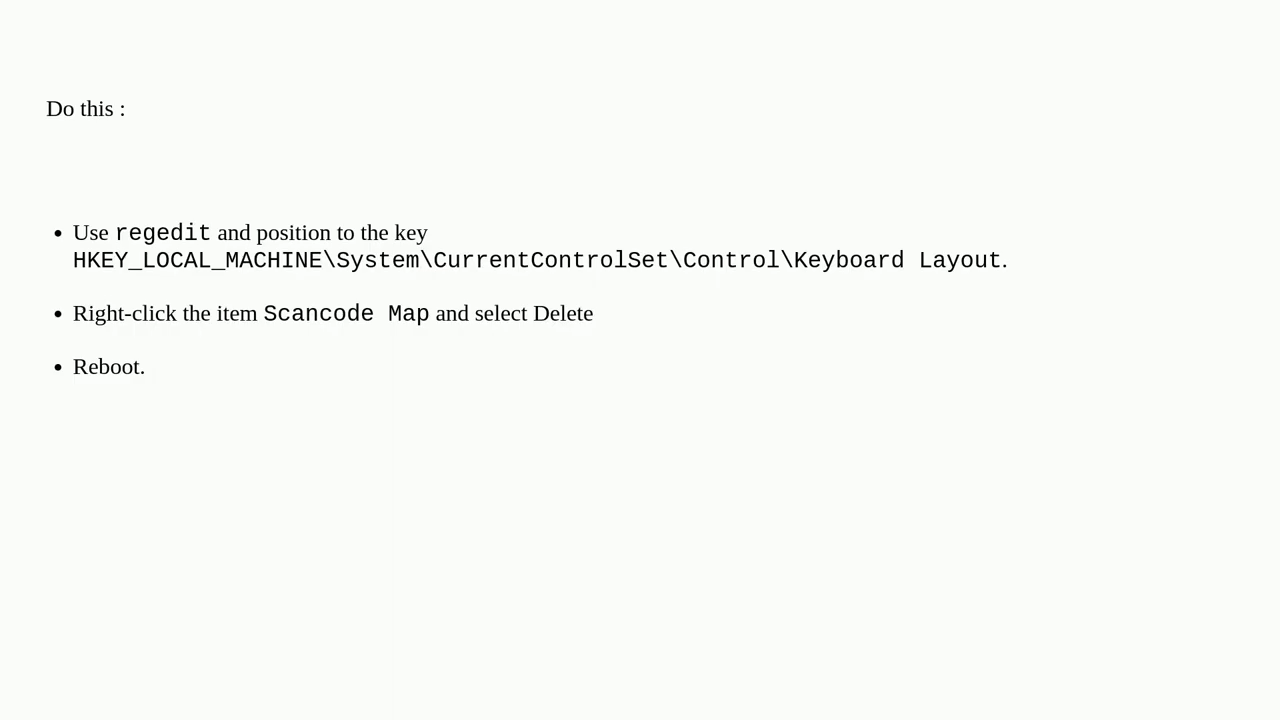 Do this :
• Use regedit and position to the key
HKEY_LOCAL_MACHINE\System\CurrentControlSet\Control\Keyboard Layout.
• Right-click the item Scancode Map and select Delete
• Reboot.